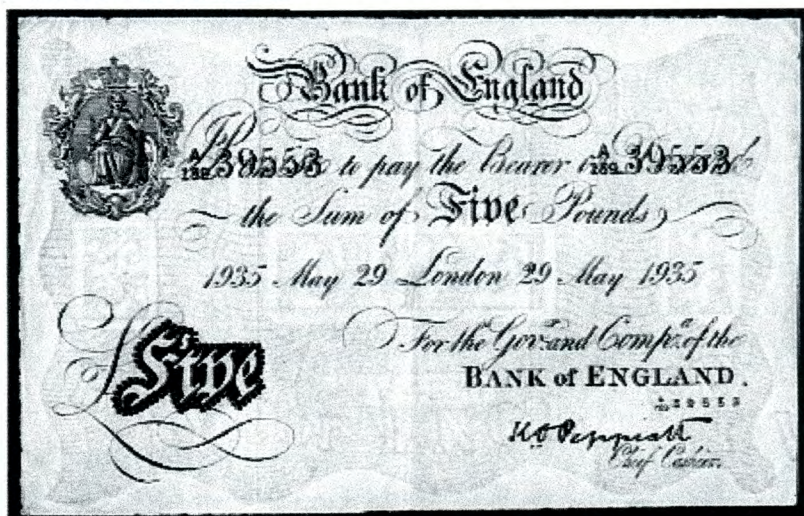 Bank of England
A 189 39553 to pay the Bearer on A 189 39553
the Sum of Five Pounds
1935 May 29 London 29 May 1935
For the Govr. and Compa. of the
BANK of ENGLAND.
Five
K O Peppiatt
Chief Cashier